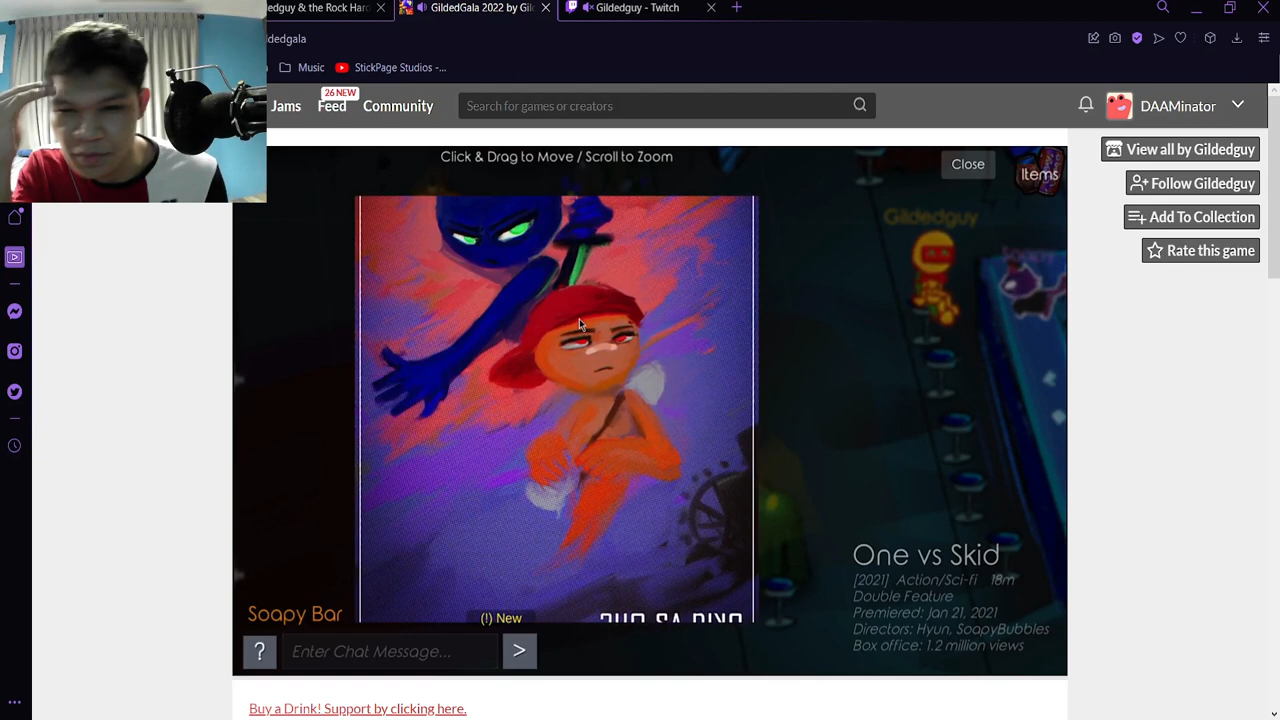 edguy & the Rock Hard
GildedGala 2022 by Gil
Gildedguy - Twitch
ldedgala
Music
StickPage Studios -...
Jams
26 NEW
Feed
Community
Search for games or creators
DAAMinator
View all by Gildedguy
Follow Gildedguy
Add To Collection
Rate this game
Click & Drag to Move / Scroll to Zoom
Close
Items
Gildedguy
Soapy
One vs Skid
[2021] Action/Sci-fi 18m
Double Feature
Premiered: Jan 21, 2021
Directors: Hyun, SoapyBubbles
Box office: 1.2 million views
Soapy Bar
(!) New
?
Enter Chat Message...
>
Buy a Drink! Support by clicking here.